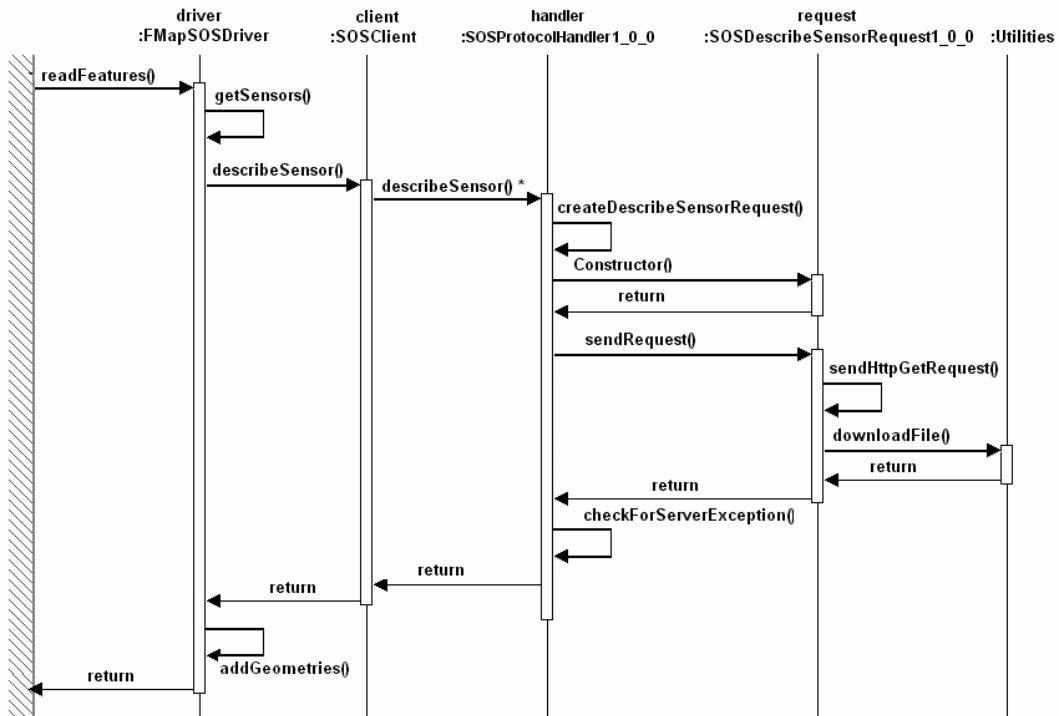 driver
:FMapSOSDriver
client
:SOSClient
handler
:SOSProtocolHandler1_0_0
request
:SOSDescribeSensorRequest1_0_0
:Utilities
readFeatures()
getSensors()
describeSensor()
describeSensor() *
createDescribeSensorRequest()
Constructor()
return
sendRequest()
sendHttpGetRequest()
downloadFile()
return
return
checkForServerException()
return
return
addGeometries()
return